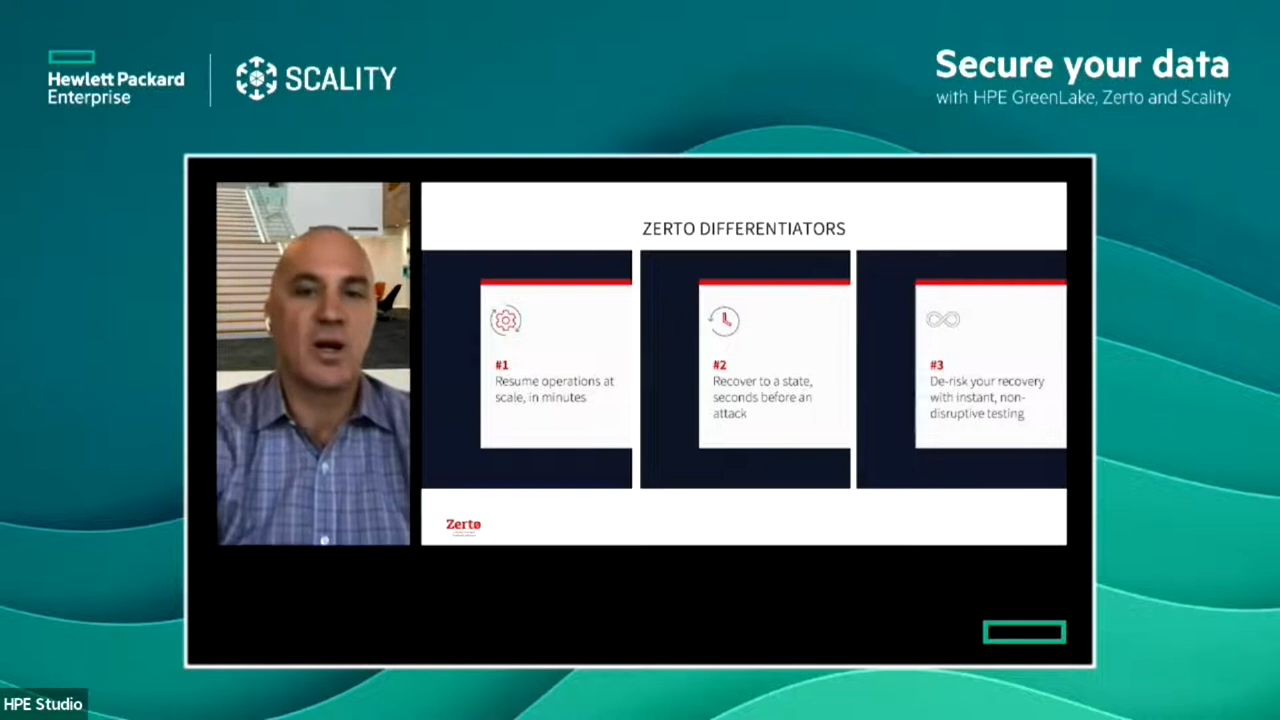 Hewlett Packard
Enterprise
SCALITY
Secure your data
with HPE GreenLake, Zerto and Scality
ZERTO DIFFERENTIATORS
#1
Resume operations at
scale, in minutes
#2
Recover to a state,
seconds before an
attack
#3
De-risk your recovery
with instant, non-
disruptive testing
Zerto
HPE Studio